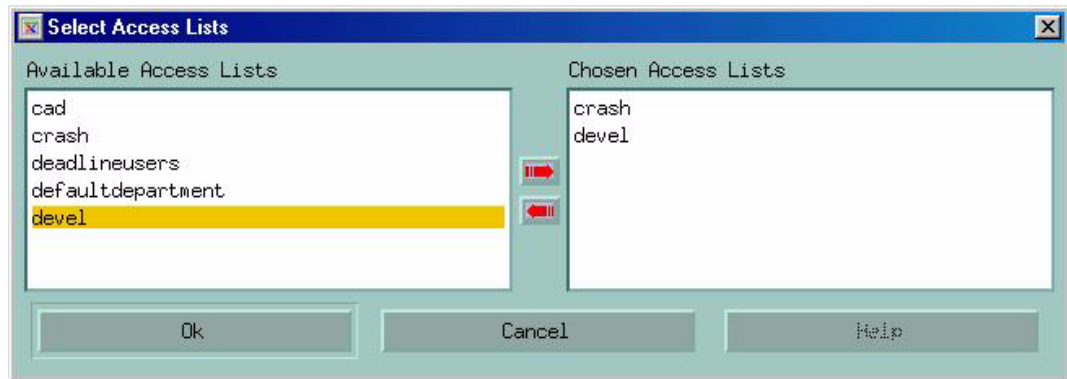 Select Access Lists
Available Access Lists
cad
crash
deadlineusers
defaultdepartment
devel
Chosen Access Lists
crash
devel
Ok
Cancel
Help